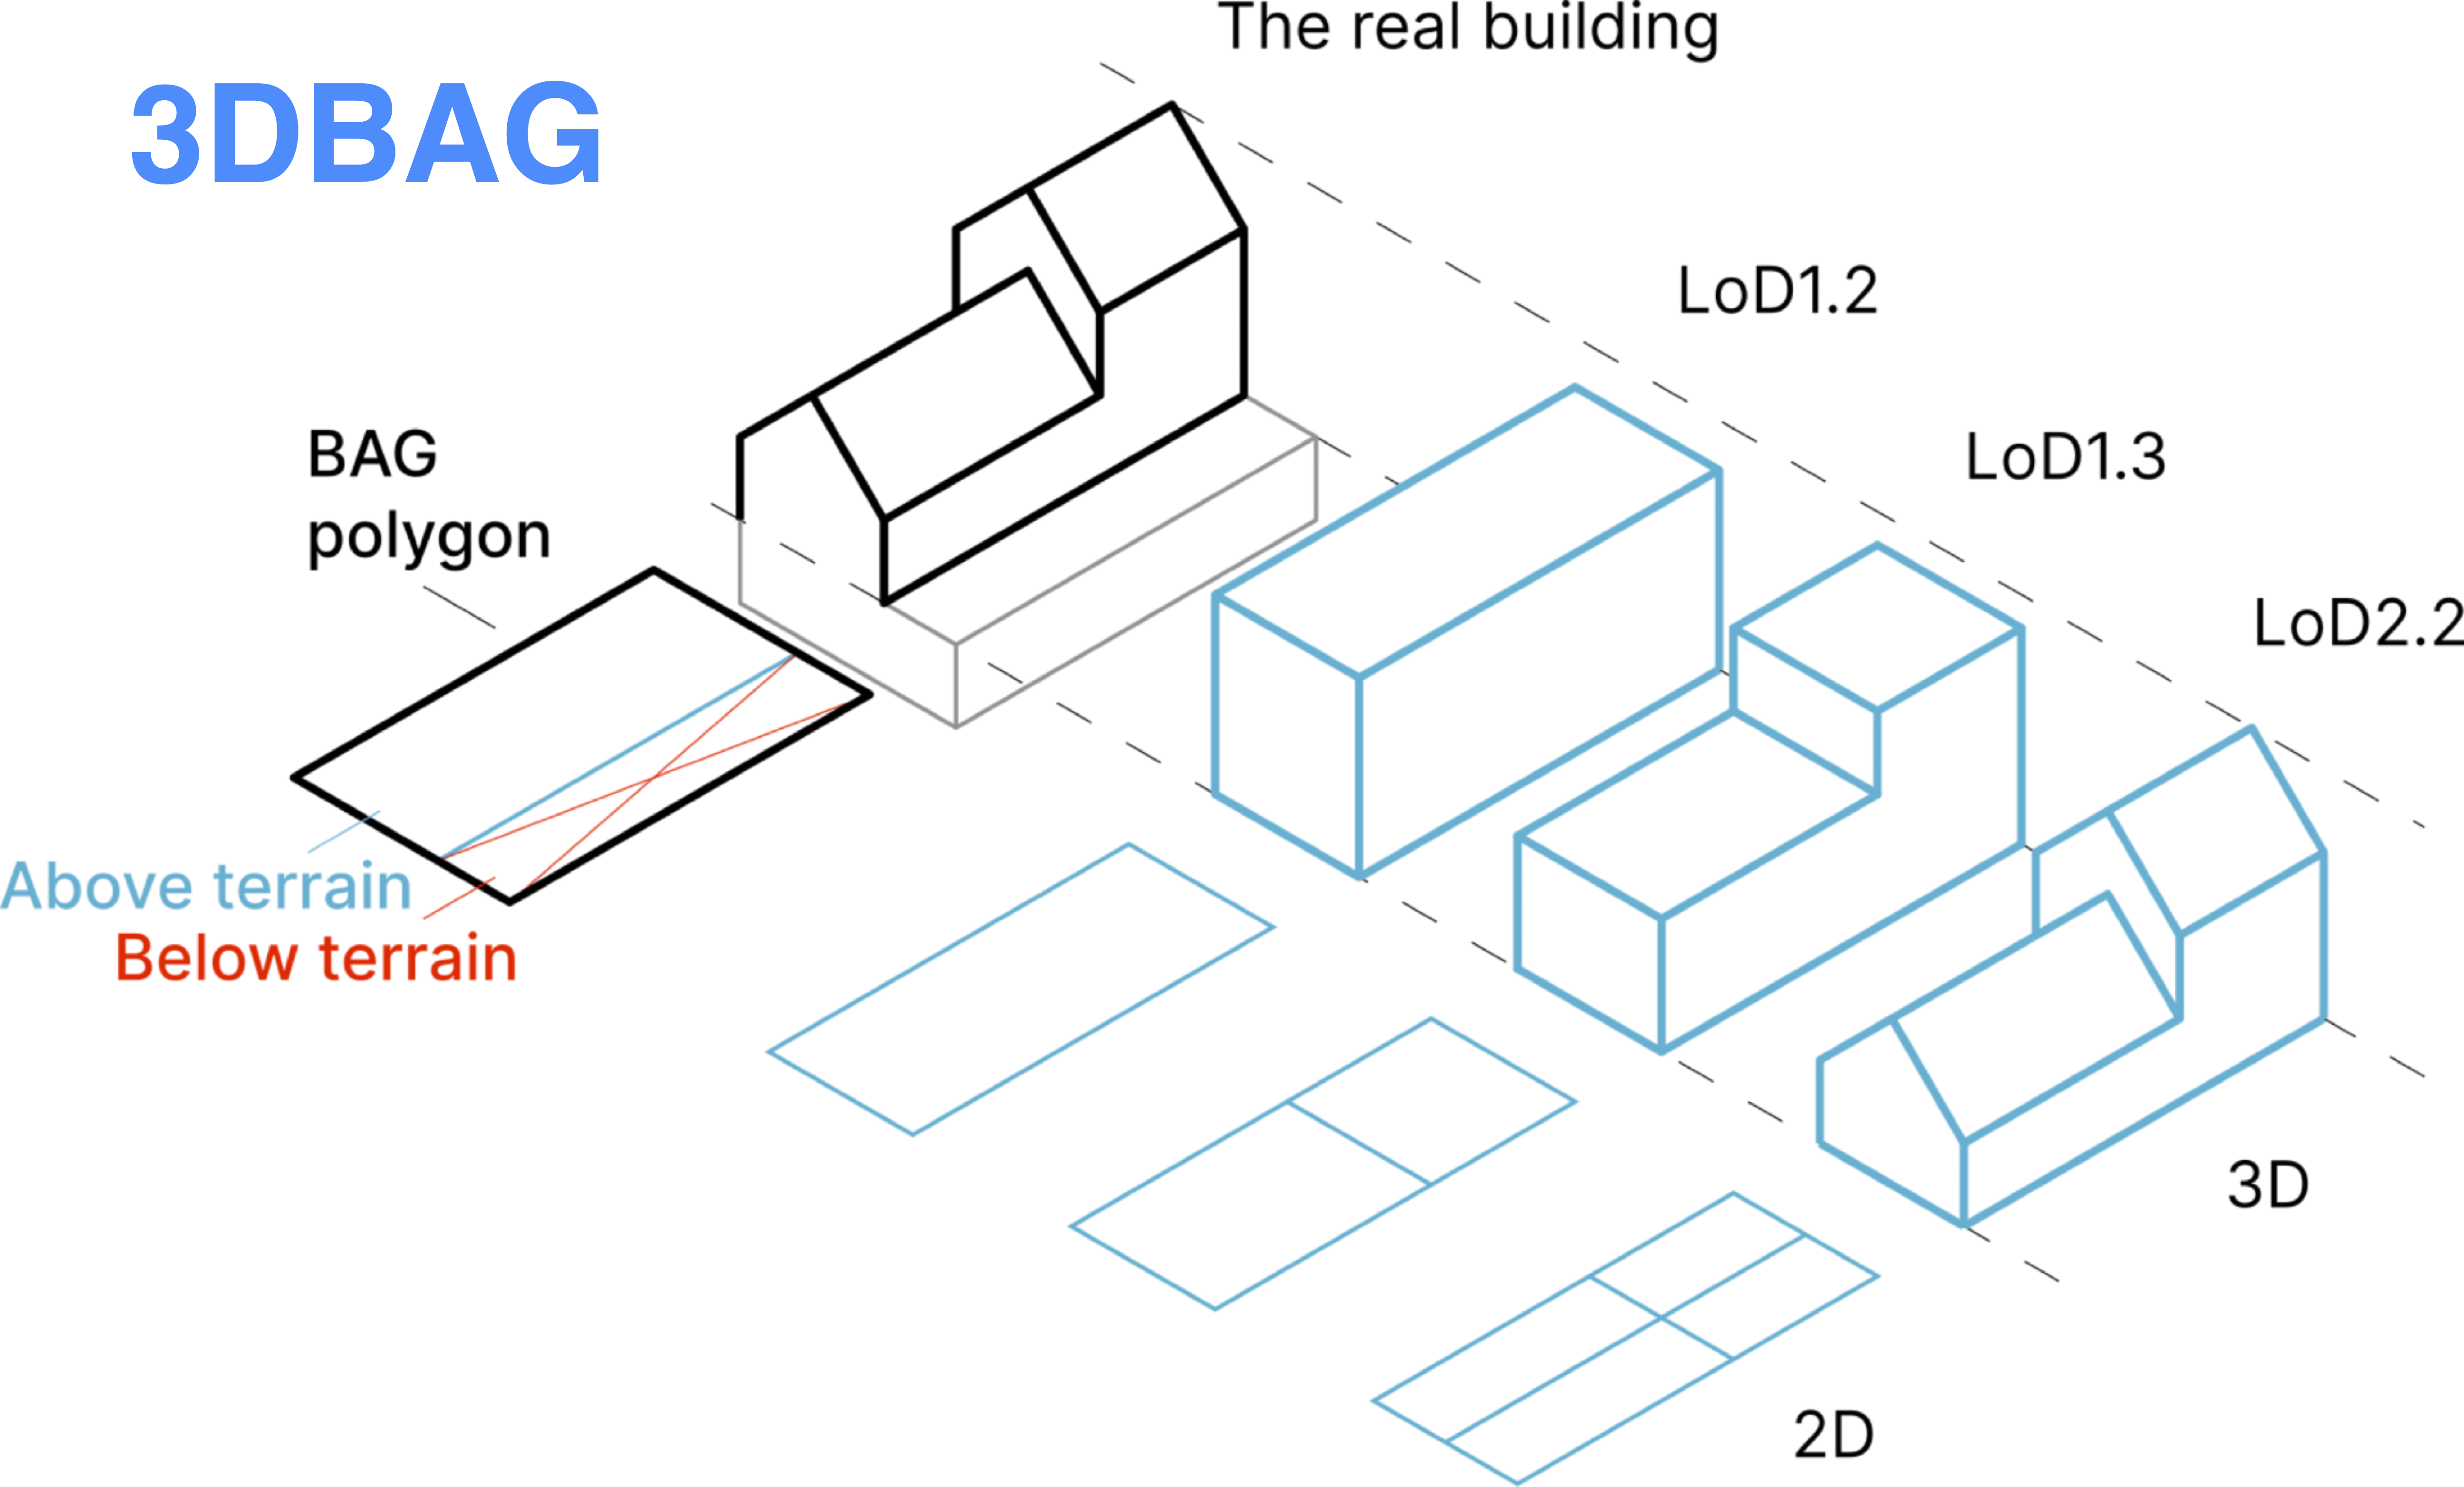 The real building
3DBAG
LoD1.2
BAG
polygon
LoD1.3
LoD2.2
Above terrain
Below terrain
3D
2D